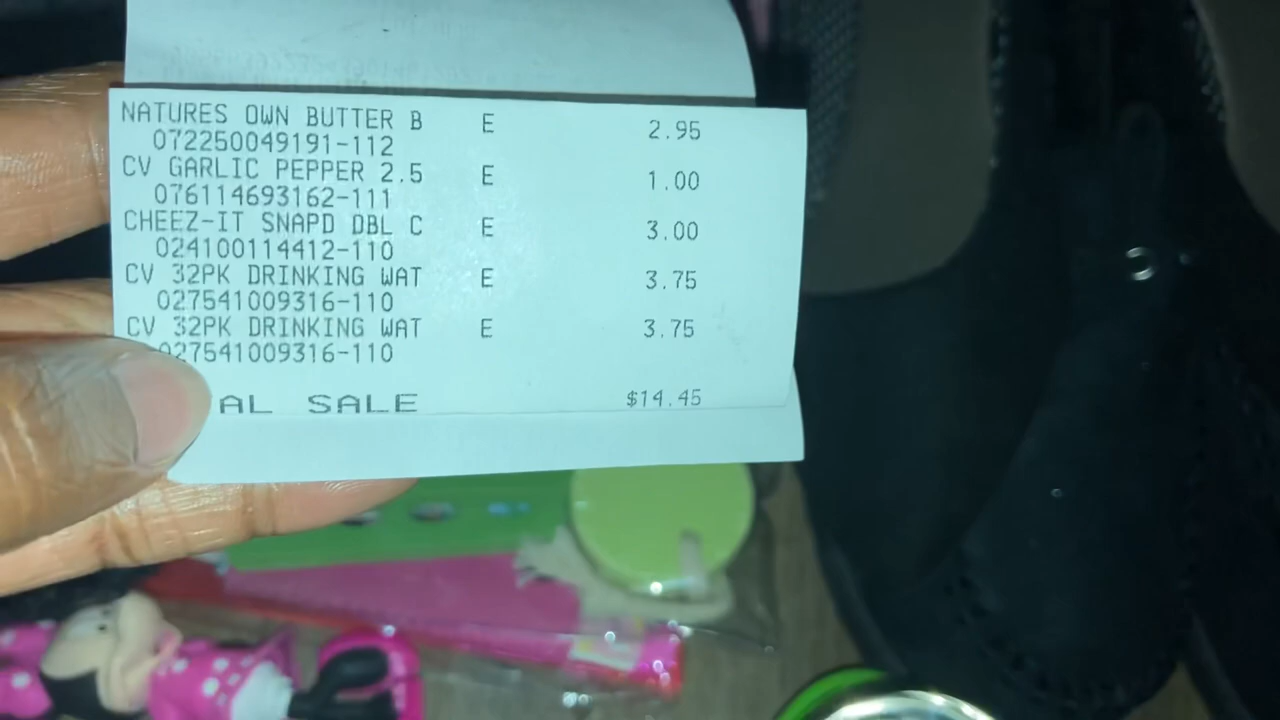 NATURES OWN BUTTER B E 2.95
072250049191-112
CV GARLIC PEPPER 2.5 E 1.00
076114693162-111
CHEEZ-IT SNAPD DBL C E 3.00
024100114412-110
CV 32PK DRINKING WAT E 3.75
027541009316-110
CV 32PK DRINKING WAT E 3.75
027541009316-110
AL SALE $14.45